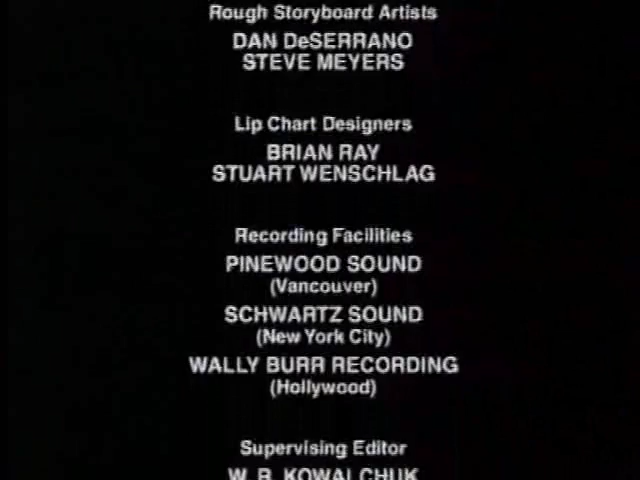 Rough Storyboard Artists
DAN DeSERRANO
STEVE MEYERS
Lip Chart Designers
BRIAN RAY
STUART WENSCHLAG
Recording Facilities
PINEWOOD SOUND
(Vancouver)
SCHWARTZ SOUND
(New York City)
WALLY BURR RECORDING
(Hollywood)
Supervising Editor
W. R. KOWALCHUK